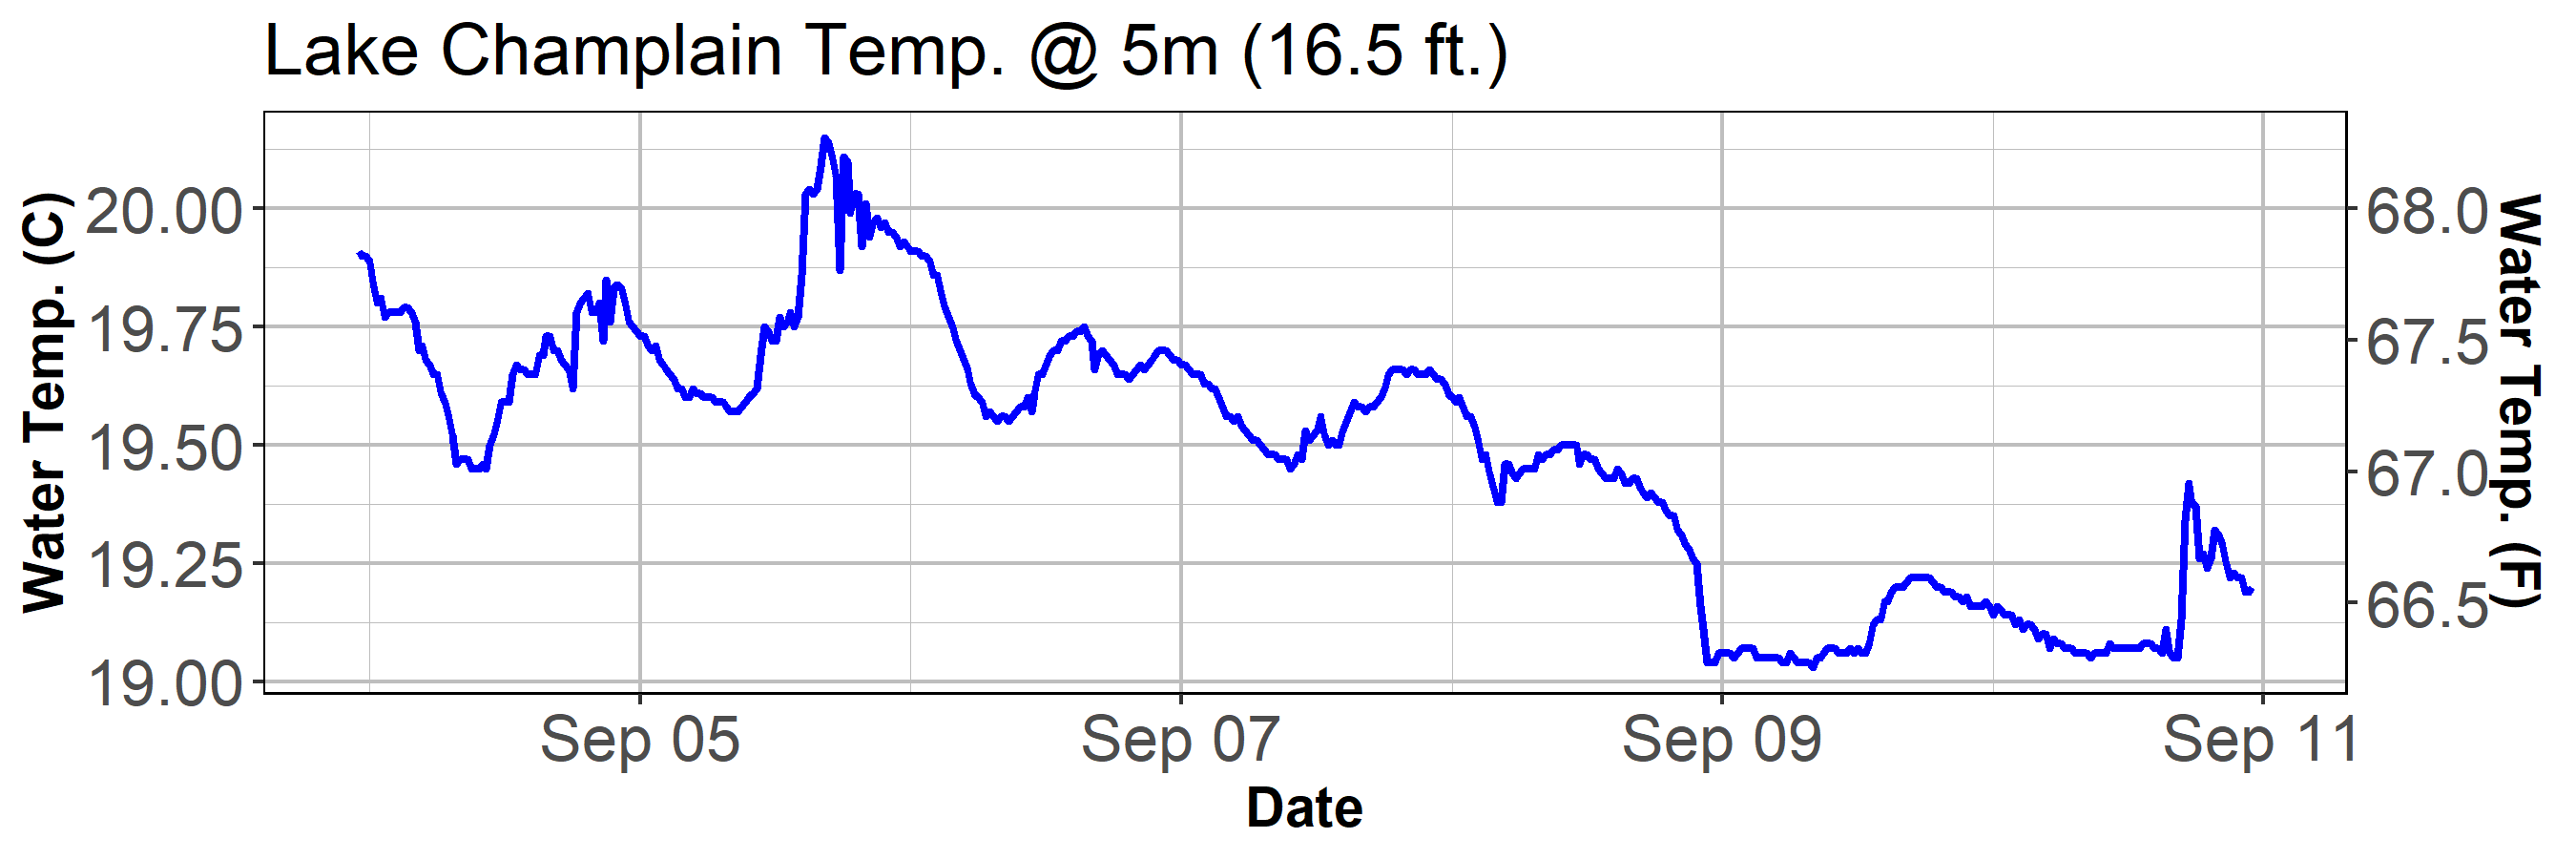 Lake Champlain Temp. @ 5m (16.5 ft.)
Water Temp. (C)
20.00
19.75
19.50
19.25
19.00
68.0
67.5
67.0
66.5
Water Temp. (F)
Sep 05 Sep 07 Sep 09 Sep 11
Date